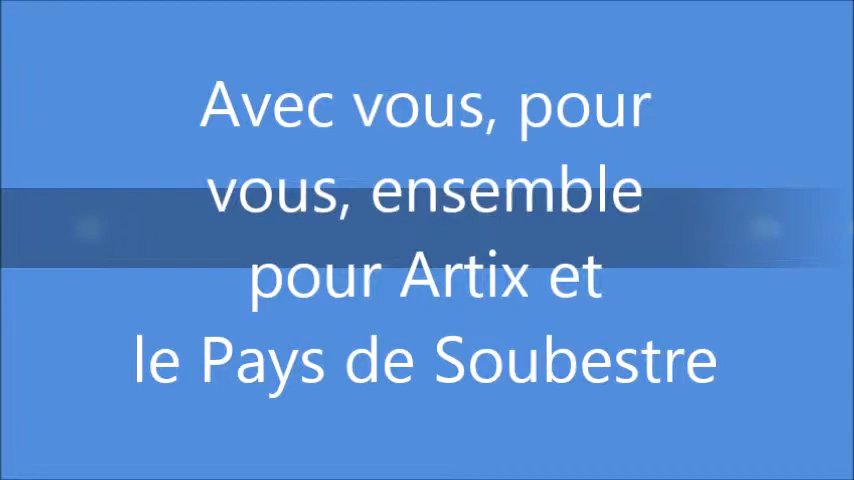 Avec vous, pour
vous, ensemble
pour Artix et
le Pays de Soubestre